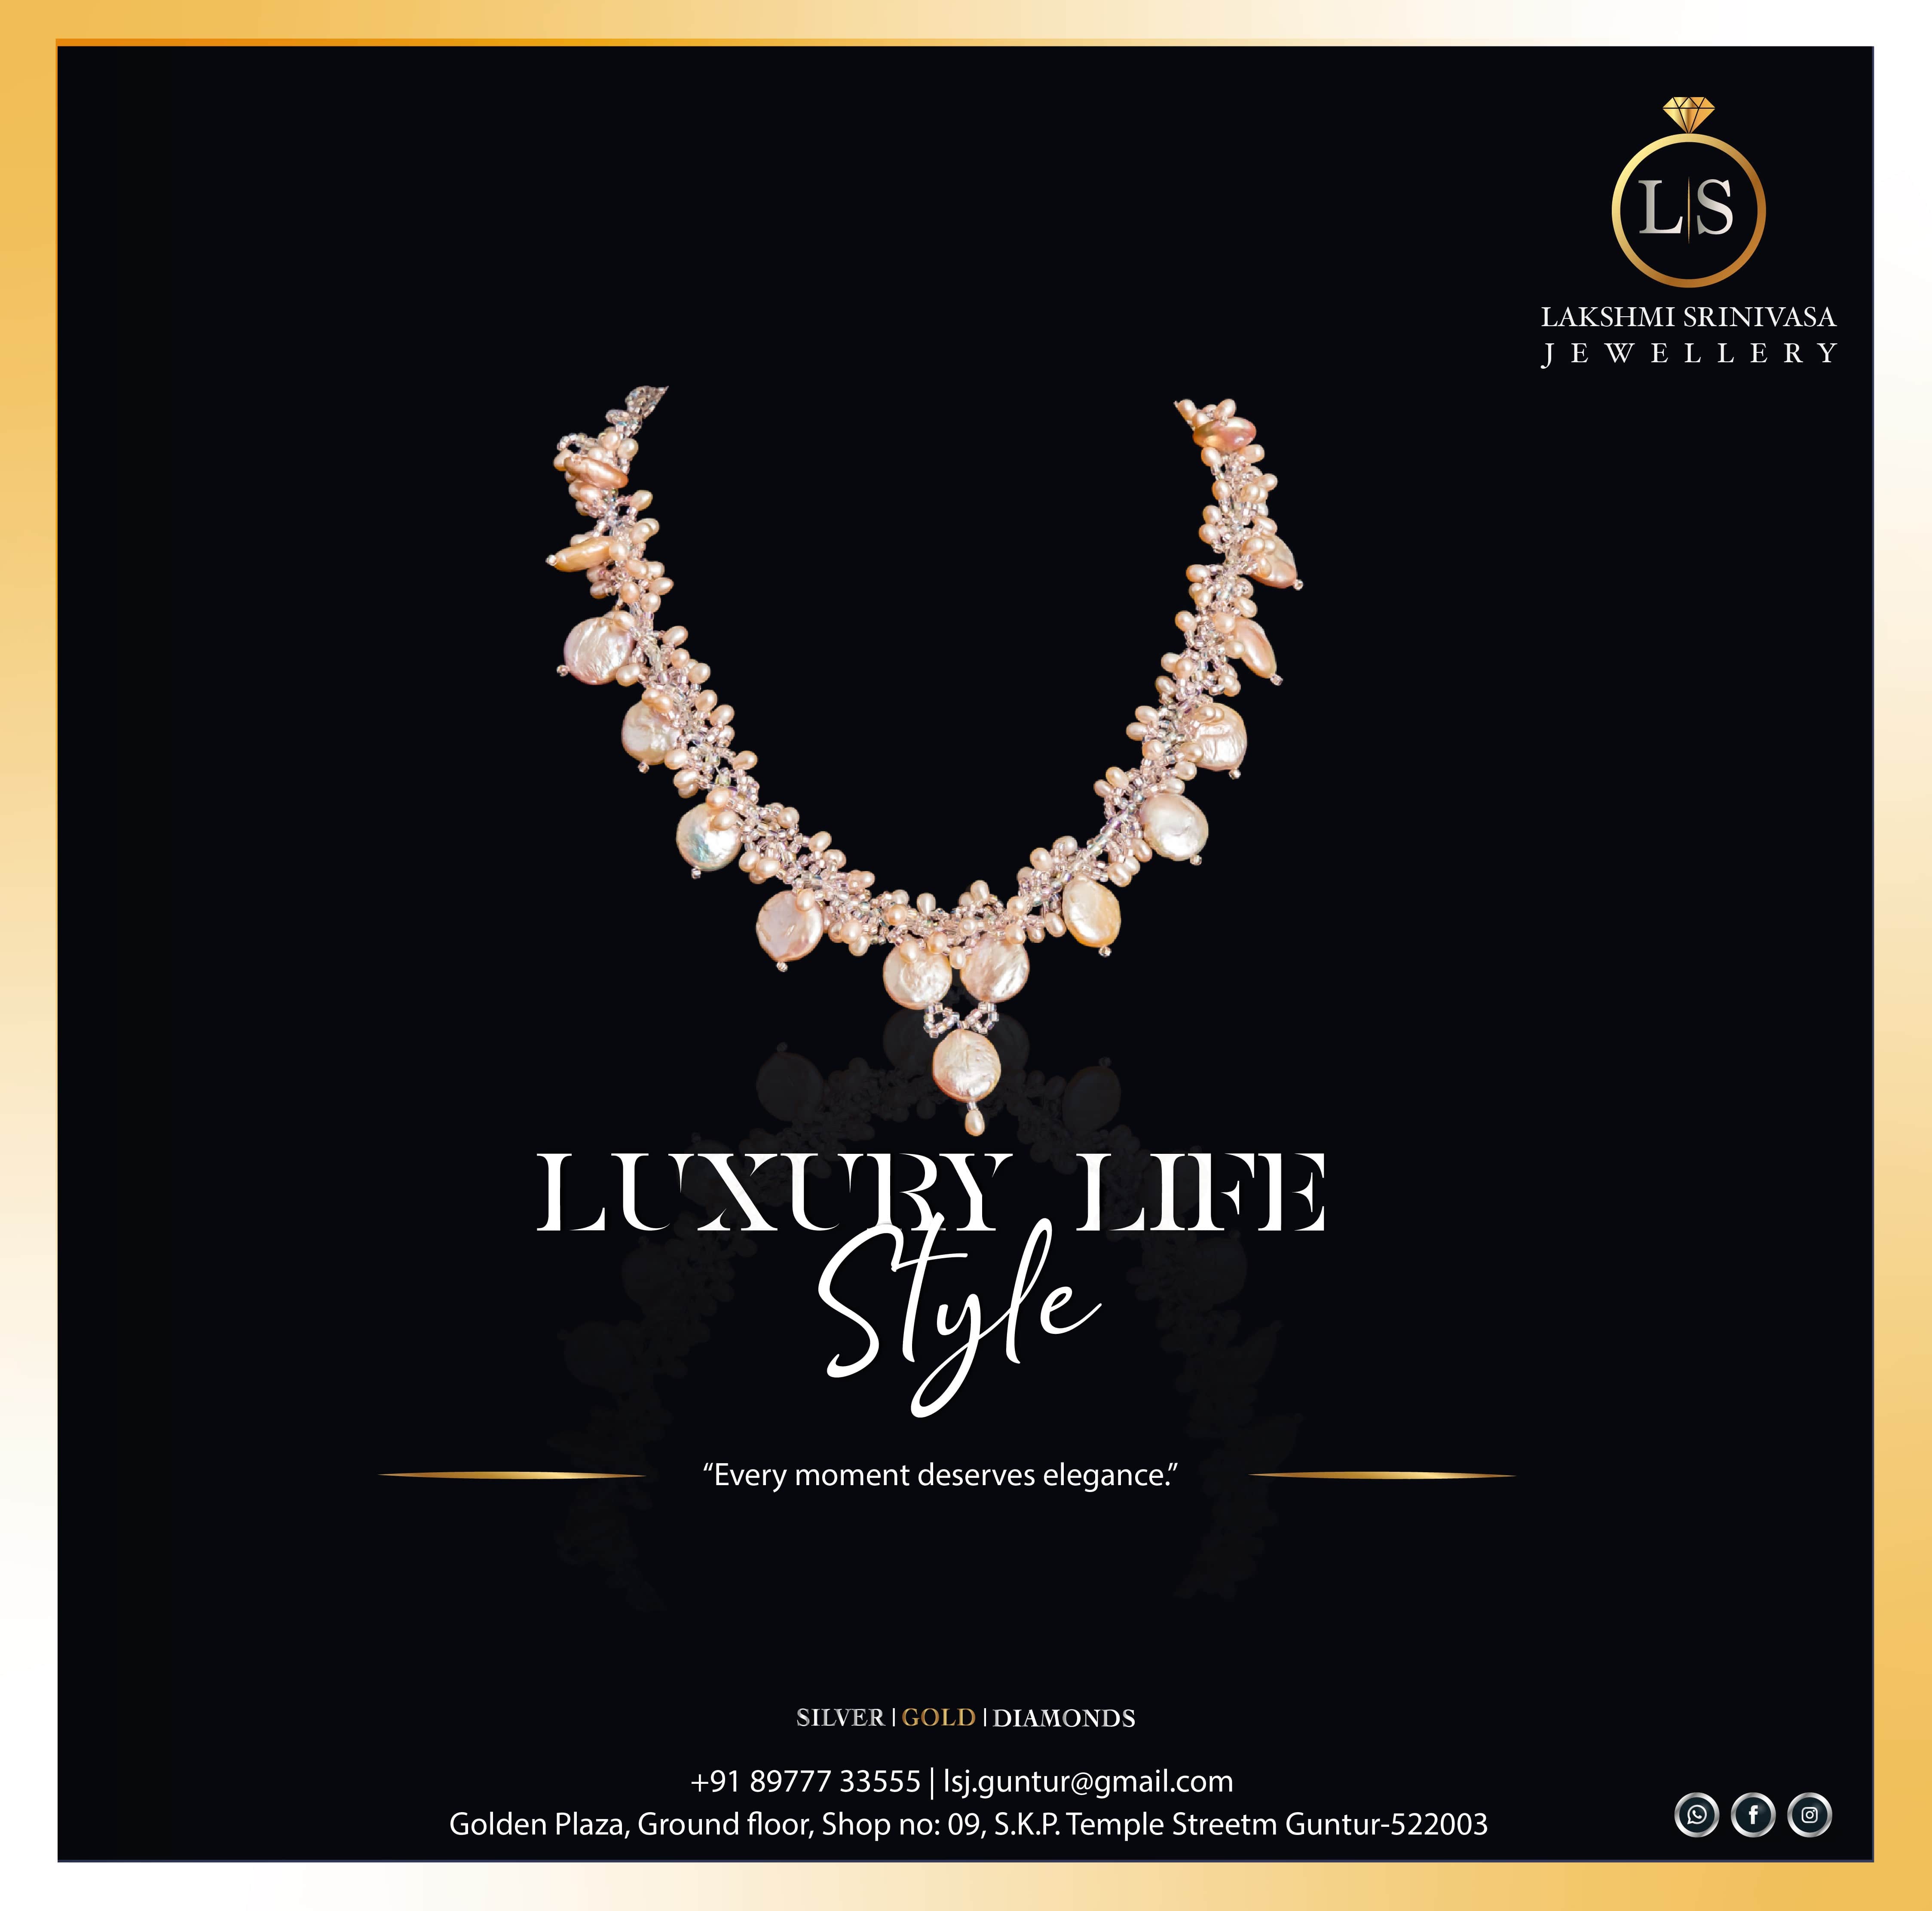 L|S
LAKSHMI SRINIVASA
JEWELLERY
LUXURY LIFE
Style
“Every moment deserves elegance.”
SILVER | GOLD | DIAMONDS
+91 89777 33555 | lsj.guntur@gmail.com
Golden Plaza, Ground floor, Shop no: 09, S.K.P. Temple Streetm Guntur-522003